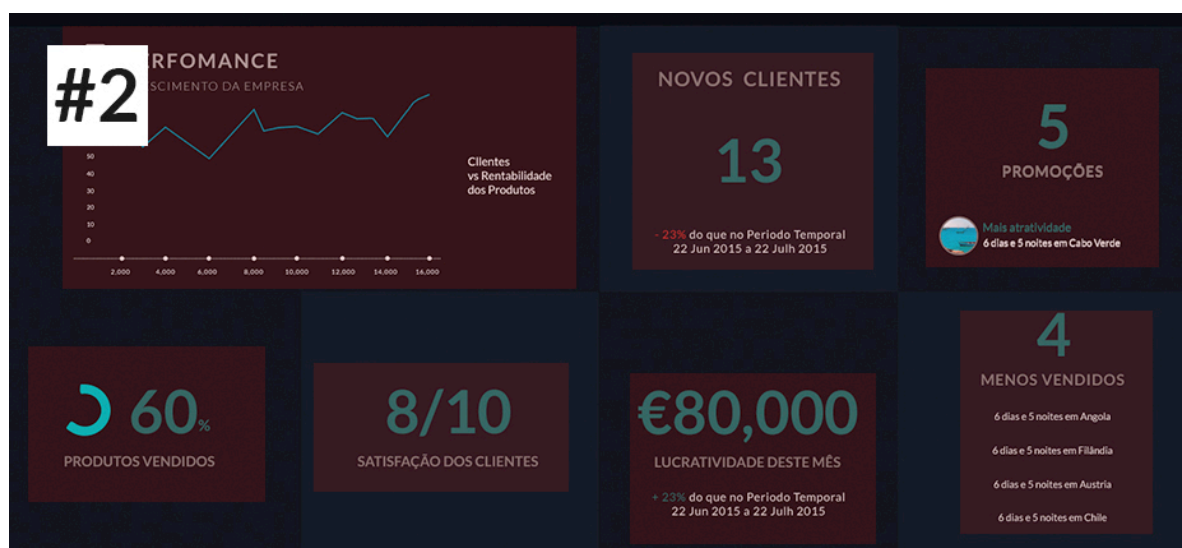 #2
RFOMANCE
SCIMENTO DA EMPRESA
50
40
30
20
10
0
Clientes
vs Rentabilidade
dos Produtos
2,000 4,000 6,000 8,000 10,000 12,000 14,000 16,000
NOVOS CLIENTES
13
- 23% do que no Periodo Temporal
22 Jun 2015 a 22 Julh 2015
5
PROMOÇÕES
Mais atratividade
6 dias e 5 noites em Cabo Verde
60%
PRODUTOS VENDIDOS
8/10
SATISFAÇÃO DOS CLIENTES
€80,000
LUCRATIVIDADE DESTE MÊS
+ 23% do que no Periodo Temporal
22 Jun 2015 a 22 Julh 2015
4
MENOS VENDIDOS
6 dias e 5 noites em Angola
6 dias e 5 noites em Filândia
6 dias e 5 noites em Austria
6 dias e 5 noites em Chile